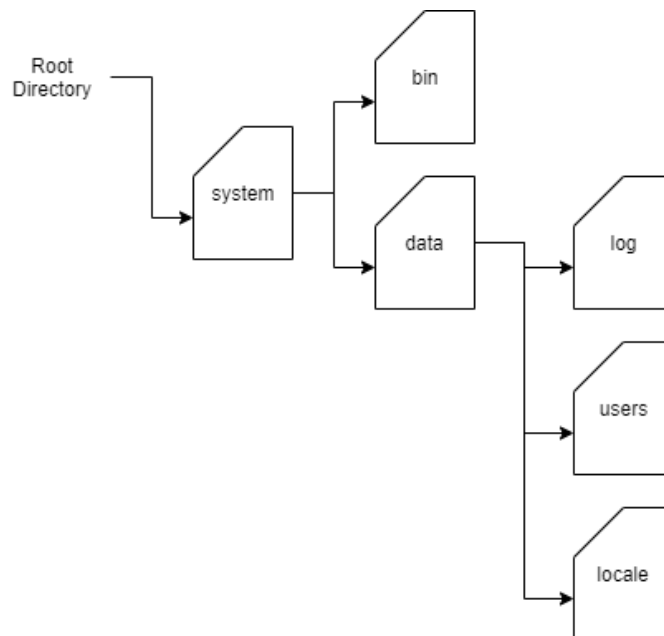 Root
Directory
system
bin
data
log
users
locale